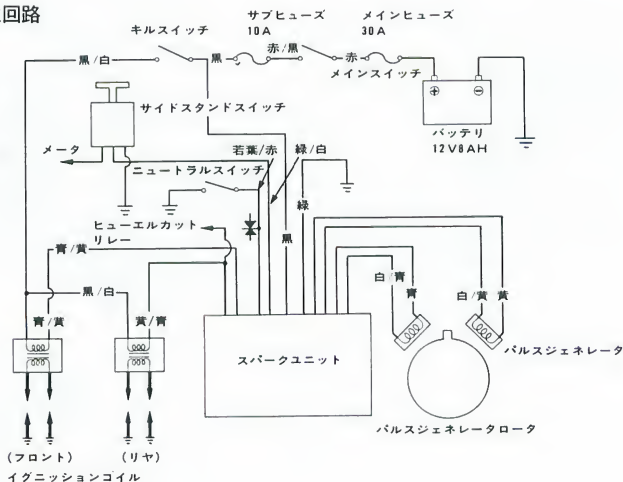 回路
キルスイッチ
サブヒューズ
10A
メインヒューズ
30A
黒/白
黒
赤/黒
赤
メインスイッチ
サイドスタンドスイッチ
バッテリ
12V8AH
メータ
若葉/赤
緑/白
ニュートラルスイッチ
ヒューエルカット
リレー
緑
黒
青/黄
白/青
青
白/黄
黄
黒/白
青/黄
黄/青
スパークユニット
パルスジェネレータ
パルスジェネレータロータ
(フロント)
(リヤ)
イグニッションコイル